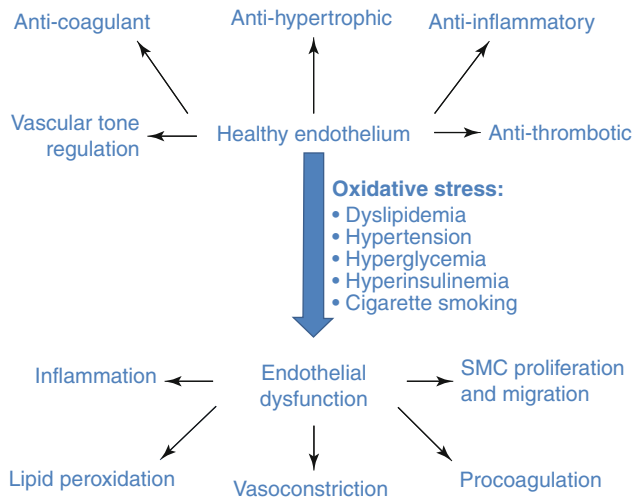 Anti-coagulant
Anti-hypertrophic
Anti-inflammatory
Vascular tone
regulation
Healthy endothelium
Anti-thrombotic
Oxidative stress:
• Dyslipidemia
• Hypertension
• Hyperglycemia
• Hyperinsulinemia
• Cigarette smoking
Inflammation
Endothelial
dysfunction
SMC proliferation
and migration
Lipid peroxidation
Vasoconstriction
Procoagulation